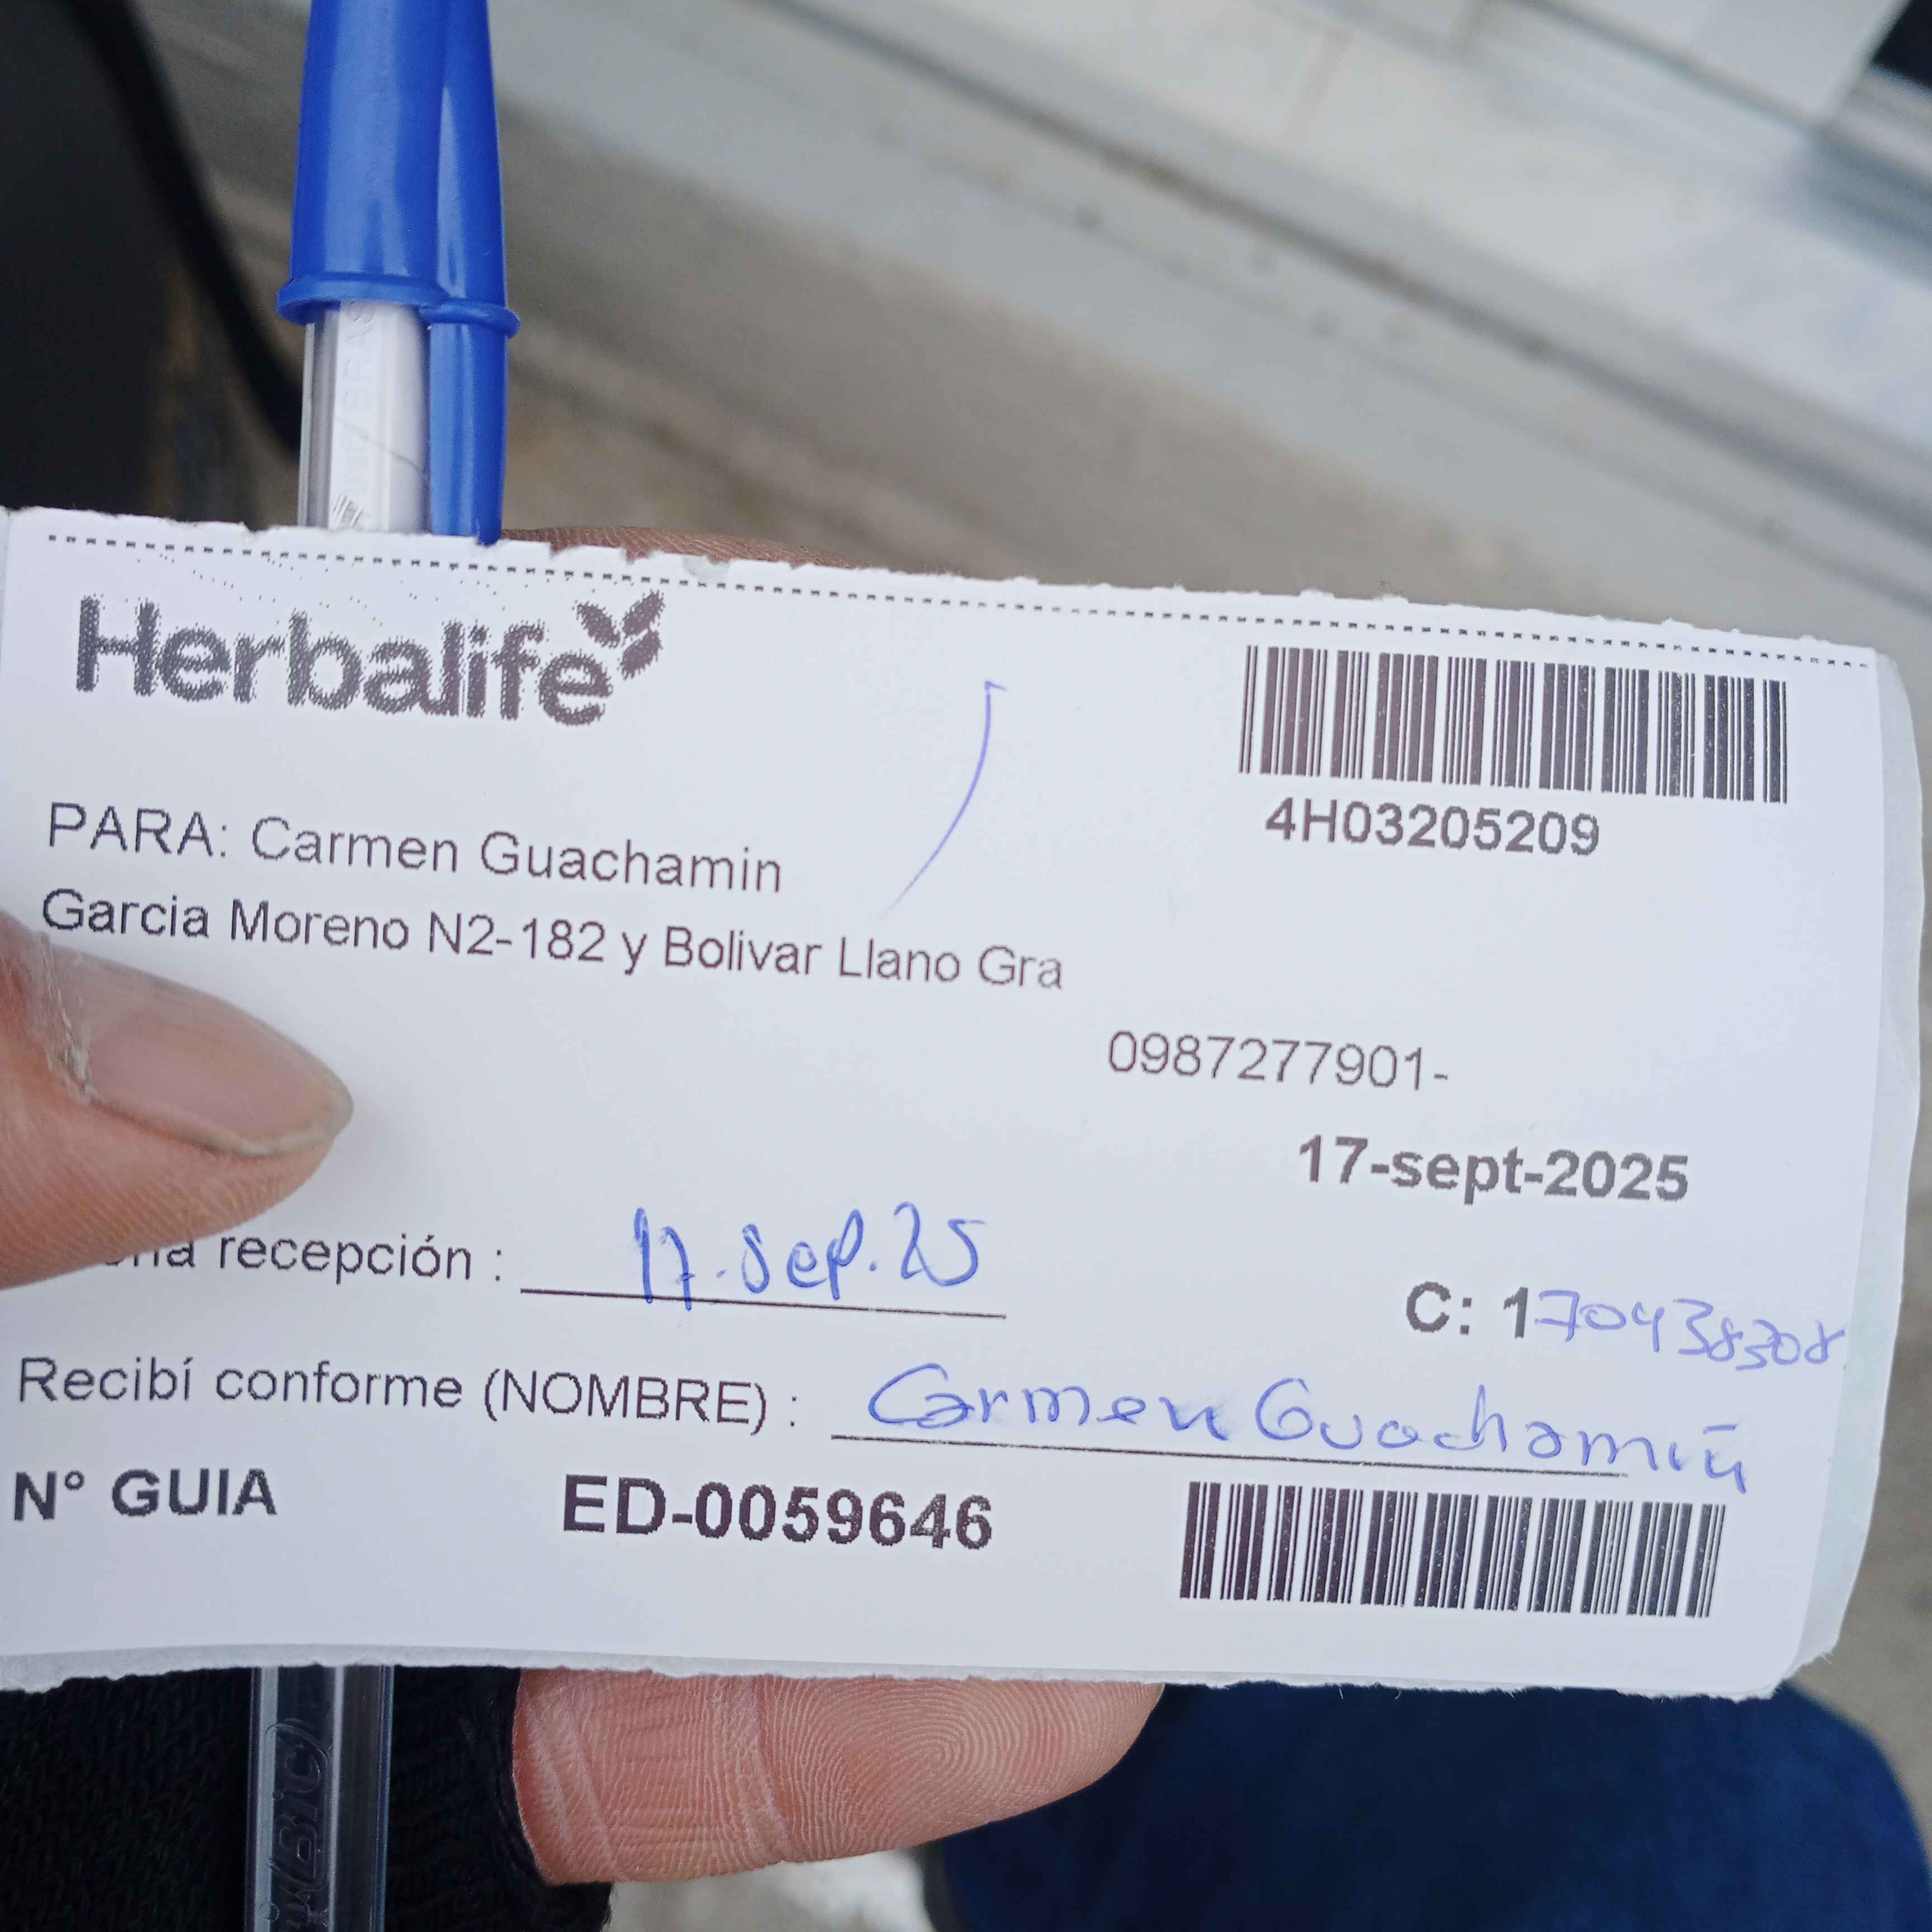 Herbalife
4H03205209
PARA: Carmen Guachamin
Garcia Moreno N2-182 y Bolivar Llano Gra
0987277901-
17-sept-2025
recepción : 17.Sep.25
C: 170438308
Recibí conforme (NOMBRE) : Carmen Guachamin
N° GUIA ED-0059646
BIC